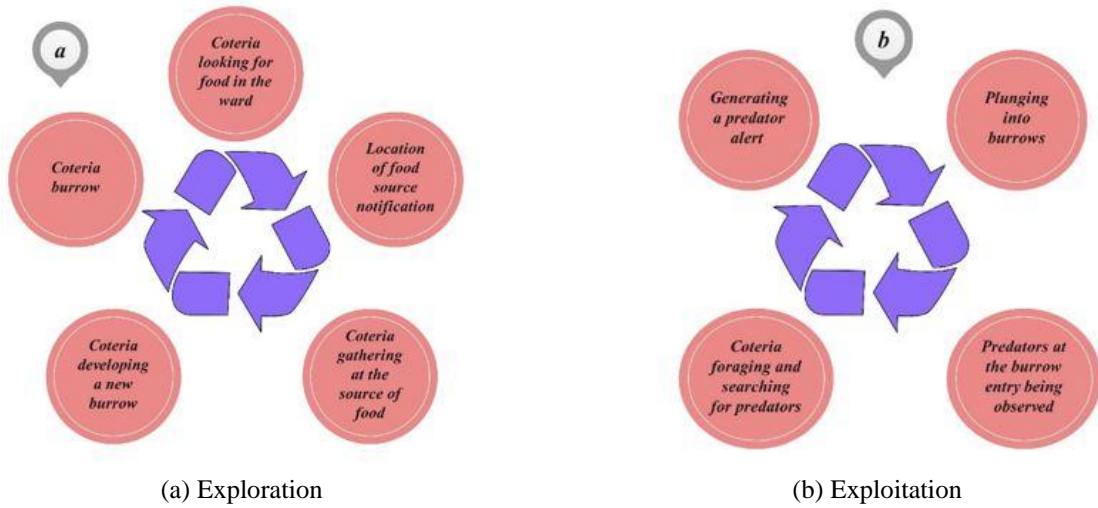 a
Coteria
looking for
food in the
ward
Coteria
burrow
Location
of food
source
notification
Coteria
developing
a new
burrow
Coteria
gathering
at the
source of
food
(a) Exploration
b
Generating
a predator
alert
Plunging
into
burrows
Coteria
foraging and
searching
for predators
Predators at
the burrow
entry being
observed
(b) Exploitation